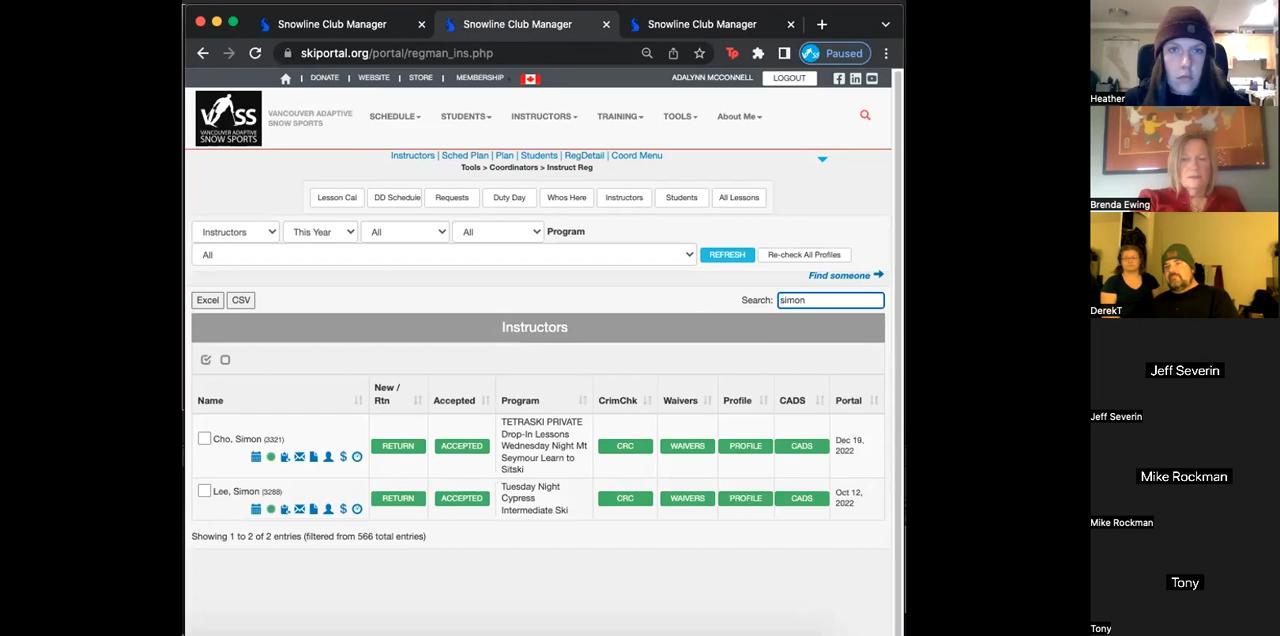 Snowline Club Manager
Snowline Club Manager
Snowline Club Manager
skiportal.org/portal/regman_ins.php
Tp
Paused
DONATE | WEBSITE | STORE | MEMBERSHIP
ADALYNN MCCONNELL
LOGOUT
VASS
VANCOUVER ADAPTIVE
SNOW SPORTS
VANCOUVER ADAPTIVE
SNOW SPORTS
SCHEDULE
STUDENTS
INSTRUCTORS
TRAINING
TOOLS
About Me
Instructors | Sched Plan | Plan | Students | RegDetail | Coord Menu
Tools > Coordinators > Instruct Reg
Lesson Cal
DD Schedule
Requests
Duty Day
Whos Here
Instructors
Students
All Lessons
Instructors
This Year
All
All
Program
All
REFRESH
Re-check All Profiles
Find someone
Excel
CSV
Search: simon
Instructors
Name
New /
Rtn
Accepted
Program
CrimChk
Waivers
Profile
CADS
Portal
Cho, Simon (3321)
RETURN
ACCEPTED
TETRASKI PRIVATE
Drop-In Lessons
Wednesday Night Mt
Seymour Learn to
Sitski
CRC
WAIVERS
PROFILE
CADS
Dec 19,
2022
Lee, Simon (3288)
RETURN
ACCEPTED
Tuesday Night
Cypress
Intermediate Ski
CRC
WAIVERS
PROFILE
CADS
Oct 12,
2022
Showing 1 to 2 of 2 entries (filtered from 566 total entries)
Heather
Brenda Ewing
DerekT
Jeff Severin
Jeff Severin
Mike Rockman
Mike Rockman
Tony
Tony